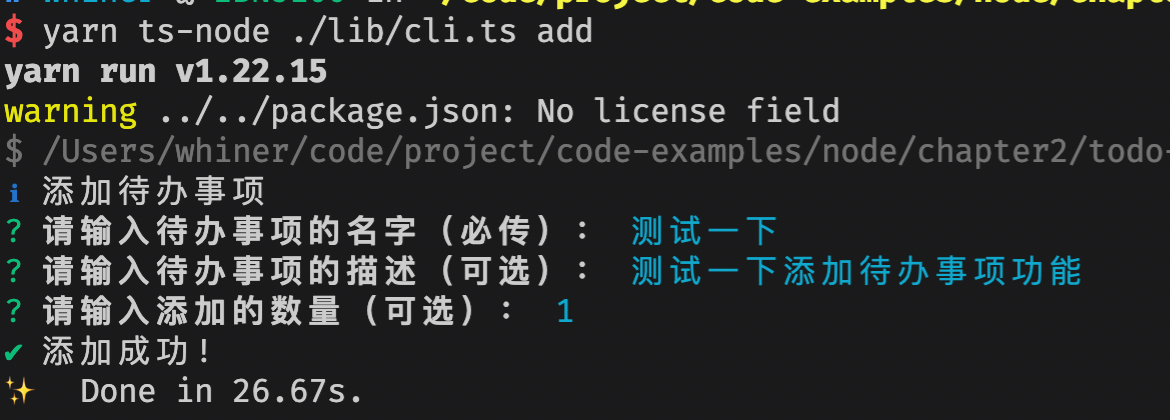 $ yarn ts-node ./lib/cli.ts add
yarn run v1.22.15
warning ../../package.json: No license field
$ /Users/whiner/code/project/code-examples/node/chapter2/todo-
ℹ 添加待办事项
? 请输入待办事项的名字（必传）： 测试一下
? 请输入待办事项的描述（可选）： 测试一下添加待办事项功能
? 请输入添加的数量（可选）： 1
✔ 添加成功！
✨ Done in 26.67s.